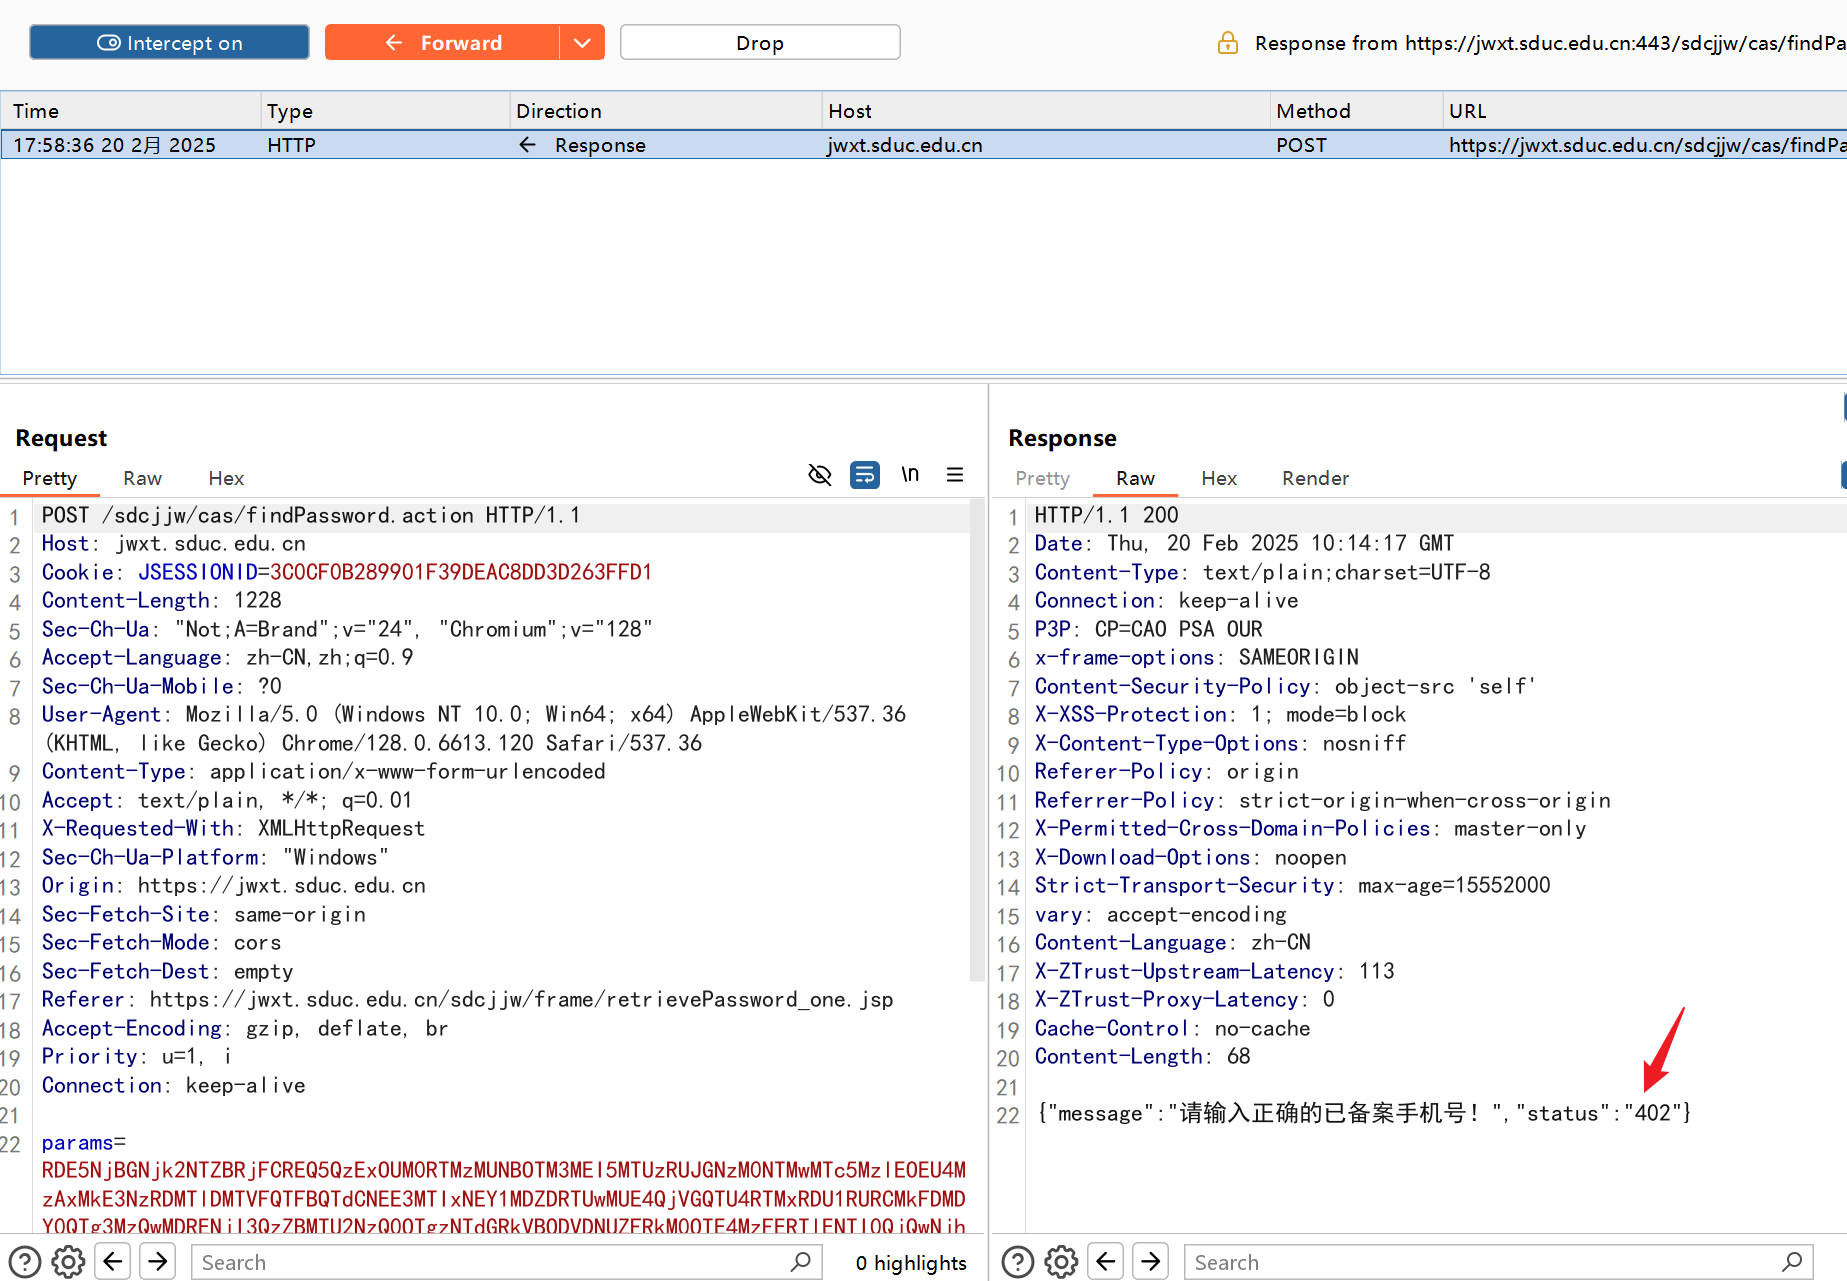 Intercept on
Forward
Drop
Response from https://jwxt.sduc.edu.cn:443/sdcjjw/cas/findPa
Time Type Direction Host Method URL
17:58:36 20 2月 2025 HTTP ← Response jwxt.sduc.edu.cn POST https://jwxt.sduc.edu.cn/sdcjjw/cas/findPa
Request
Pretty Raw Hex
\n
1 POST /sdcjjw/cas/findPassword.action HTTP/1.1
2 Host: jwxt.sduc.edu.cn
3 Cookie: JSESSIONID=3C0CF0B289901F39DEAC8DD3D263FFD1
4 Content-Length: 1228
5 Sec-Ch-Ua: "Not;A=Brand";v="24", "Chromium";v="128"
6 Accept-Language: zh-CN,zh;q=0.9
7 Sec-Ch-Ua-Mobile: ?0
8 User-Agent: Mozilla/5.0 (Windows NT 10.0; Win64; x64) AppleWebKit/537.36
(KHTML, like Gecko) Chrome/128.0.6613.120 Safari/537.36
9 Content-Type: application/x-www-form-urlencoded
10 Accept: text/plain, */*; q=0.01
11 X-Requested-With: XMLHttpRequest
12 Sec-Ch-Ua-Platform: "Windows"
13 Origin: https://jwxt.sduc.edu.cn
14 Sec-Fetch-Site: same-origin
15 Sec-Fetch-Mode: cors
16 Sec-Fetch-Dest: empty
17 Referer: https://jwxt.sduc.edu.cn/sdcjjw/frame/retrievePassword_one.jsp
18 Accept-Encoding: gzip, deflate, br
19 Priority: u=1, i
20 Connection: keep-alive
21
22 params=
Search
0 highlights
Response
Pretty Raw Hex Render
1 HTTP/1.1 200
2 Date: Thu, 20 Feb 2025 10:14:17 GMT
3 Content-Type: text/plain;charset=UTF-8
4 Connection: keep-alive
5 P3P: CP=CAO PSA OUR
6 x-frame-options: SAMEORIGIN
7 Content-Security-Policy: object-src 'self'
8 X-XSS-Protection: 1; mode=block
9 X-Content-Type-Options: nosniff
10 Referer-Policy: origin
11 Referrer-Policy: strict-origin-when-cross-origin
12 X-Permitted-Cross-Domain-Policies: master-only
13 X-Download-Options: noopen
14 Strict-Transport-Security: max-age=15552000
15 vary: accept-encoding
16 Content-Language: zh-CN
17 X-ZTrust-Upstream-Latency: 113
18 X-ZTrust-Proxy-Latency: 0
19 Cache-Control: no-cache
20 Content-Length: 68
21
22 {"message":"请输入正确的已备案手机号！","status":"402"}
Search